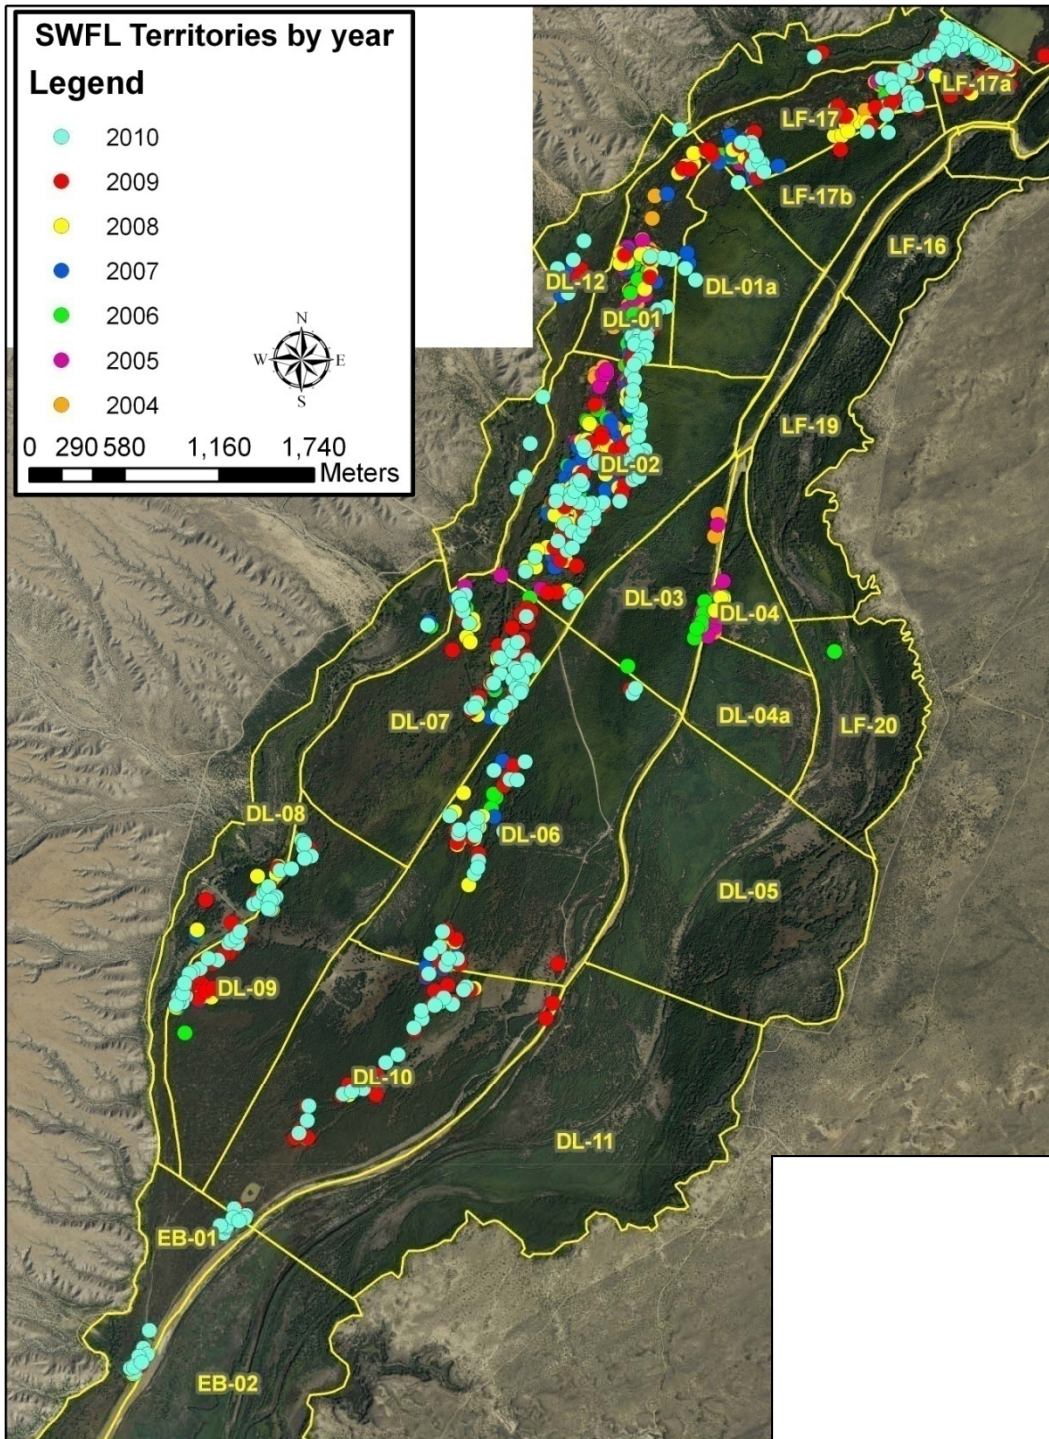 SWFL Territories by year
Legend
2010
2009
2008
2007
2006
2005
2004
N
W E
S
0 290 580 1,160 1,740
Meters
LF-17a
LF-17
LF-17b
LF-16
DL-12
DL-01a
DL-01
LF-19
DL-02
DL-03
DL-04
DL-04a
LF-20
DL-07
DL-08
DL-06
DL-05
DL-09
DL-10
DL-11
EB-01
EB-02